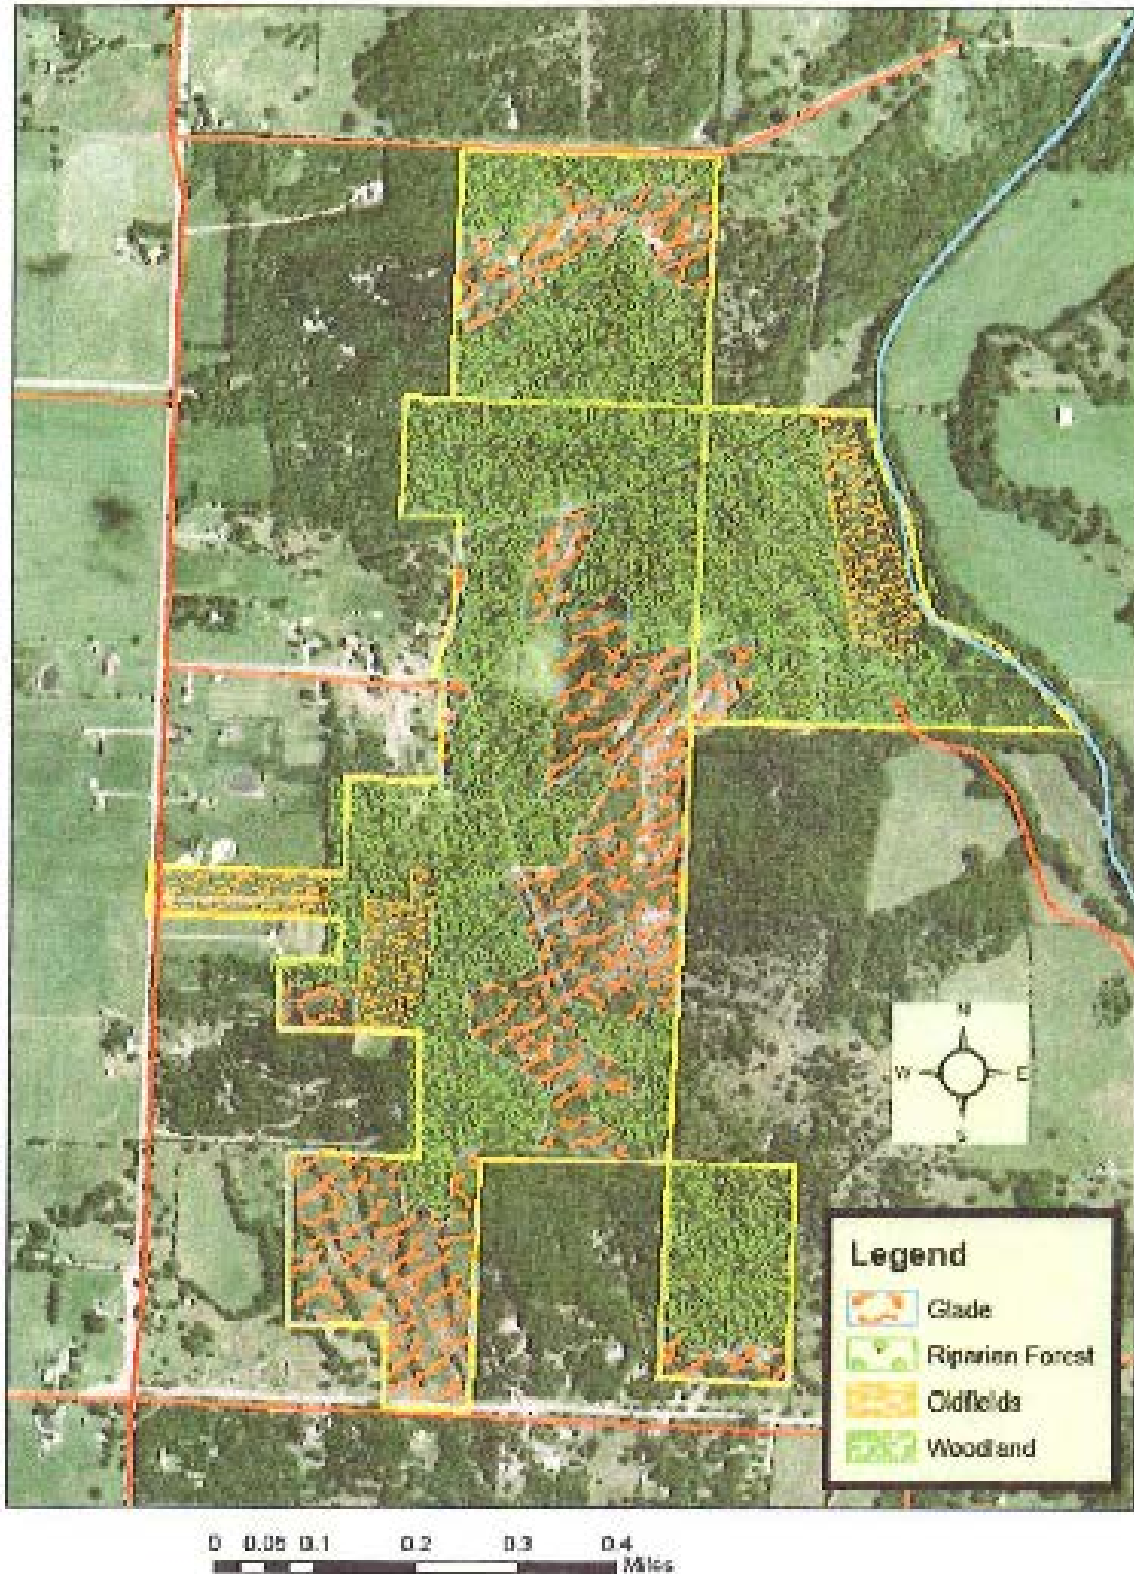 N
W E
S
Legend
Glade
Riparian Forest
Oldfields
Woodland
0 0.05 0.1 0.2 0.3 0.4
Miles